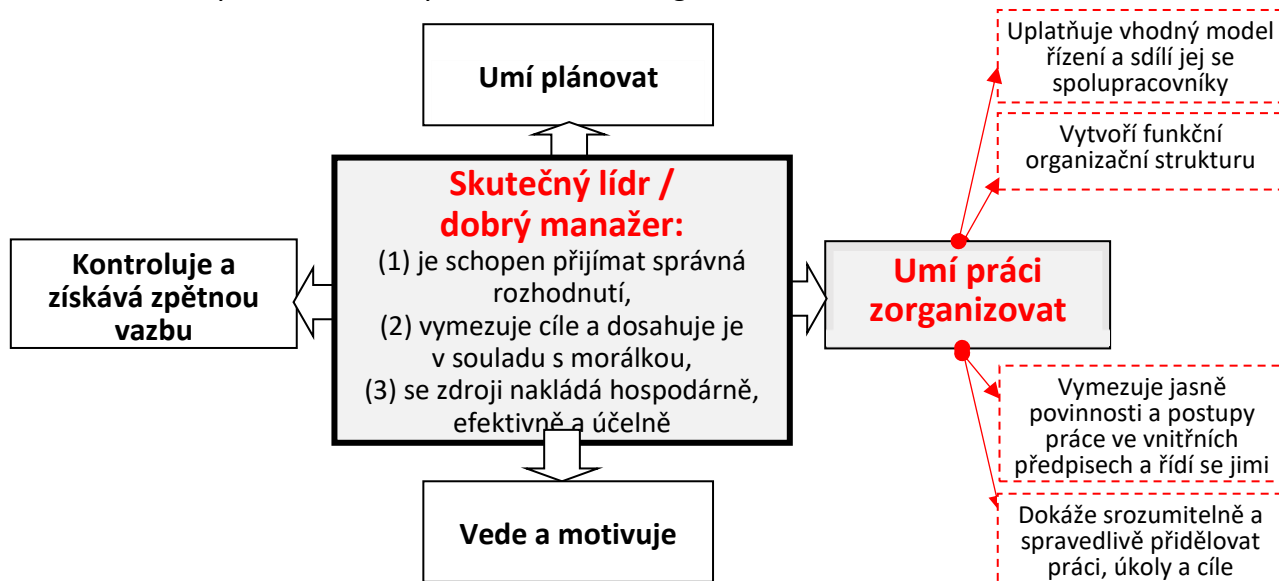 Umí plánovat
Uplatňuje vhodný model
řízení a sdílí jej se
spolupracovníky
Vytvoří funkční
organizační strukturu
Skutečný lídr /
dobrý manažer:
(1) je schopen přijímat správná
rozhodnutí,
(2) vymezuje cíle a dosahuje je
v souladu s morálkou,
(3) se zdroji nakládá hospodárně,
efektivně a účelně
Kontroluje a
získává zpětnou
vazbu
Umí práci
zorganizovat
Vymezuje jasně
povinnosti a postupy
práce ve vnitřních
předpisech a řídí se jimi
Vede a motivuje
Dokáže srozumitelně a
spravedlivě přidělovat
práci, úkoly a cíle